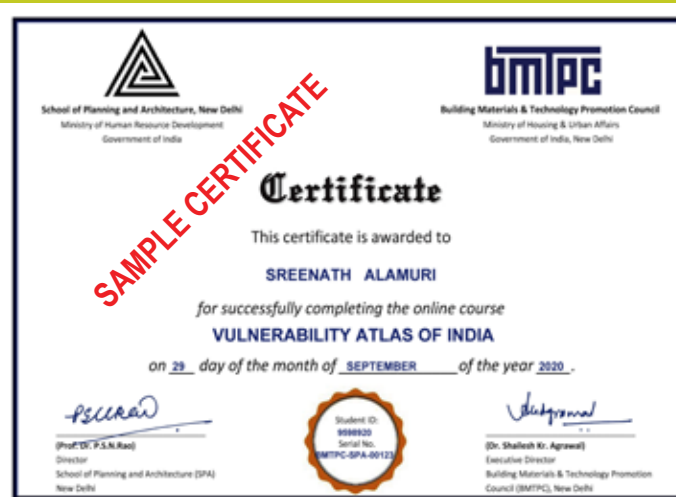 bmtpc
School of Planning and Architecture, New Delhi
Ministry of Human Resource Development
Government of India
Building Materials & Technology Promotion Council
Ministry of Housing & Urban Affairs
Government of India, New Delhi
SAMPLE CERTIFICATE
Certificate
This certificate is awarded to
SREENATH ALAMURI
for successfully completing the online course
VULNERABILITY ATLAS OF INDIA
on 29 day of the month of SEPTEMBER of the year 2020.
(Prof. Dr. P.S.N.Rao)
Director
School of Planning and Architecture (SPA)
New Delhi
Student ID:
9598920
Serial No.
BMTPC-SPA-00123
(Dr. Shailesh Kr. Agrawal)
Executive Director
Building Materials & Technology Promotion
Council (BMTPC), New Delhi